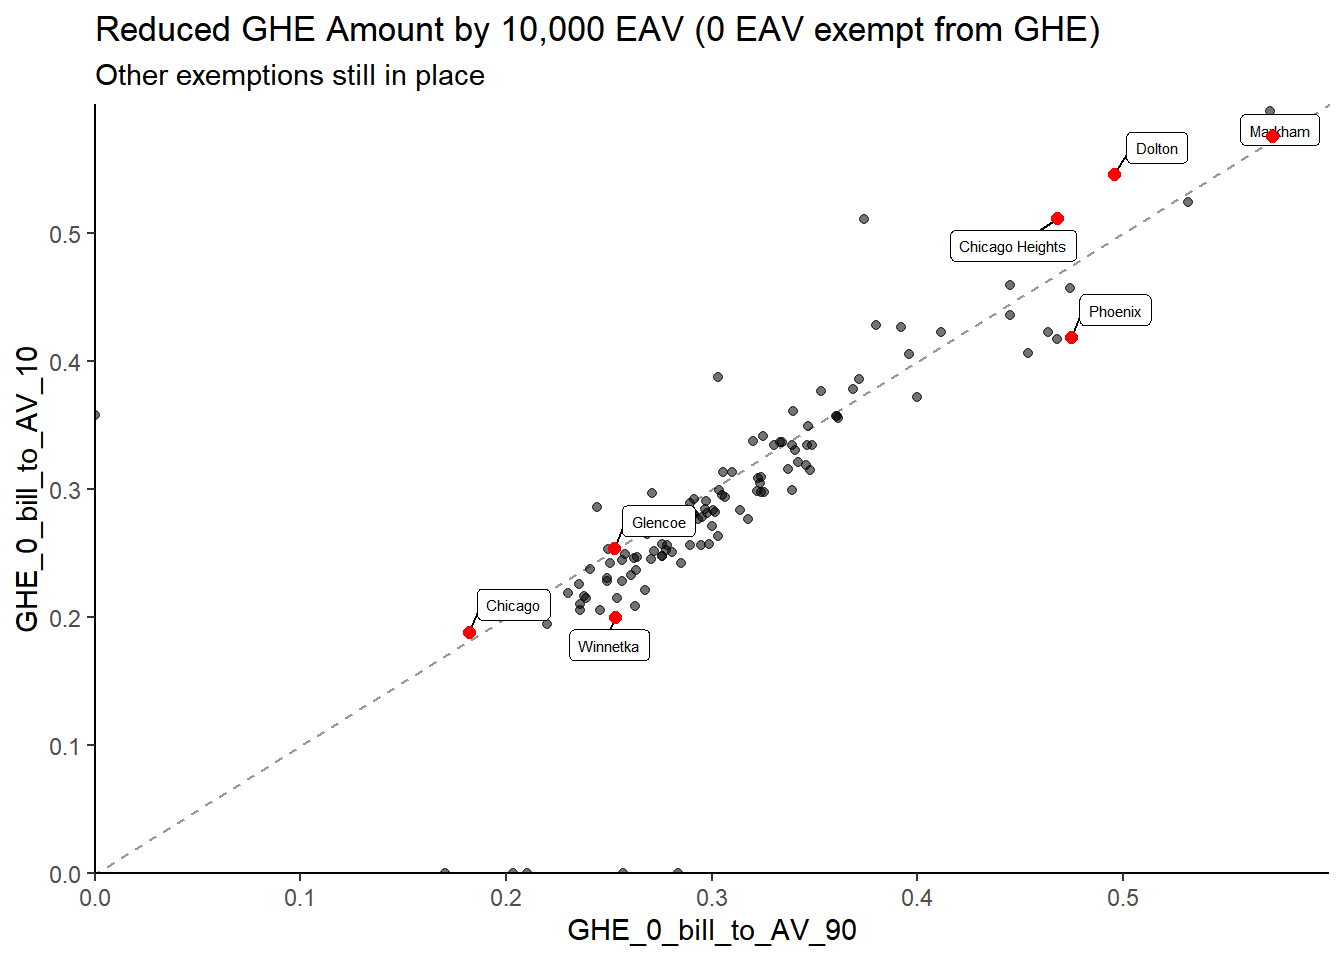 Reduced GHE Amount by 10,000 EAV (0 EAV exempt from GHE)
Other exemptions still in place
GHE_0_bill_to_AV_10
0.5
0.4
0.3
0.2
0.1
0.0
Markham
Dolton
Chicago Heights
Phoenix
Glencoe
Chicago
Winnetka
0.0 0.1 0.2 0.3 0.4 0.5
GHE_0_bill_to_AV_90